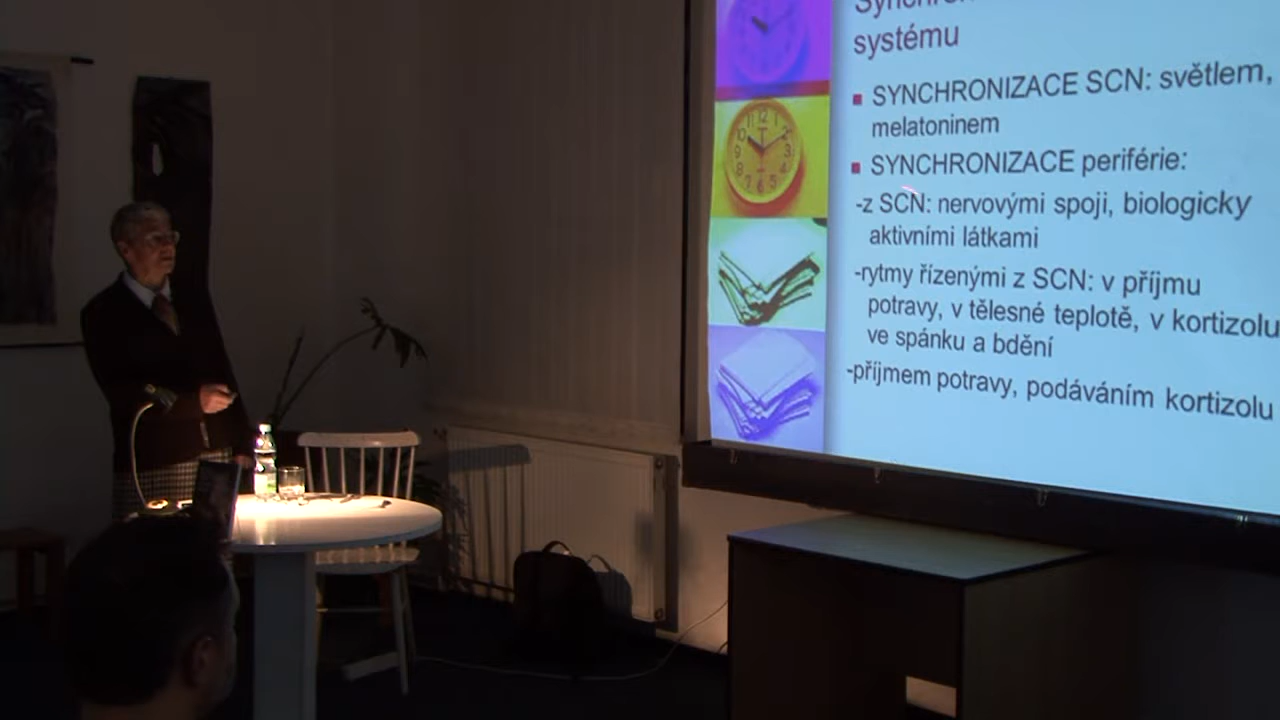 systému
SYNCHRONIZACE SCN: světlem,
melatoninem
SYNCHRONIZACE periférie:
-z SCN: nervovými spoji, biologicky
aktivními látkami
-rytmy řízenými z SCN: v příjmu
potravy, v tělesné teplotě, v kortizolu
ve spánku a bdění
-příjmem potravy, podáváním kortizolu